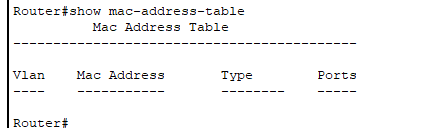 Router#show mac-address-table
          Mac Address Table
-------------------------------------------
Vlan    Mac Address       Type        Ports
----    -----------       --------    -----
Router#